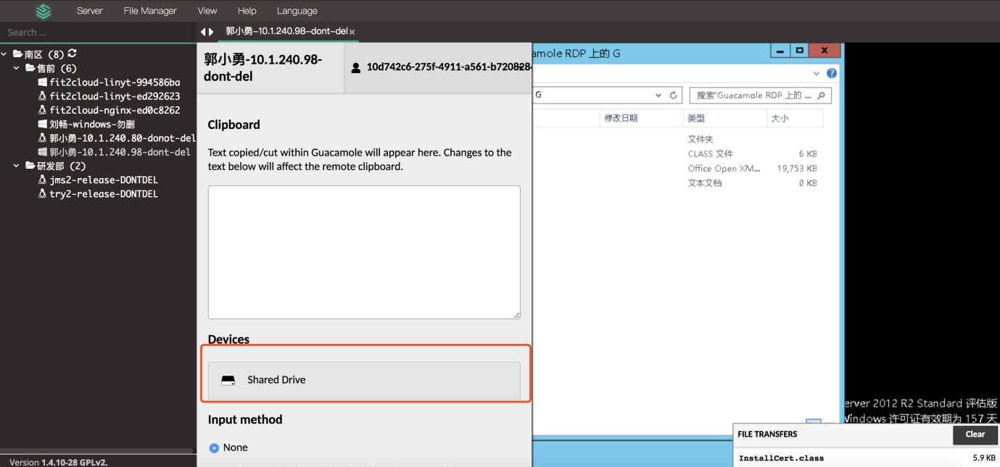 Server File Manager View Help Language
Search ...
郭小勇-10.1.240.98-dont-del
南区 (8)
售前 (6)
fit2cloud-linyt-994586ba
fit2cloud-linyt-ed292623
fit2cloud-nginx-ed0c8262
刘畅-windows-勿删
郭小勇-10.1.240.80-donot-del
郭小勇-10.1.240.98-dont-del
研发部 (2)
jms2-release-DONTDEL
try2-release-DONTDEL
Version 1.4.10-28 GPLv2.
郭小勇-10.1.240.98-
dont-del
10d742c6-275f-4911-a561-b7208284
Clipboard
Text copied/cut within Guacamole will appear here. Changes to the
text below will affect the remote clipboard.
Devices
Shared Drive
Input method
None
amole RDP 上的 G
G
搜索"Guacamole RDP 上的 ...
修改日期 类型 大小
文件夹
CLASS 文件 6 KB
Office Open XM... 19,753 KB
文本文档 0 KB
erver 2012 R2 Standard 评估版
Windows 许可证有效期为 157 天
FILE TRANSFERS Clear
InstallCert.class 5.9 KB